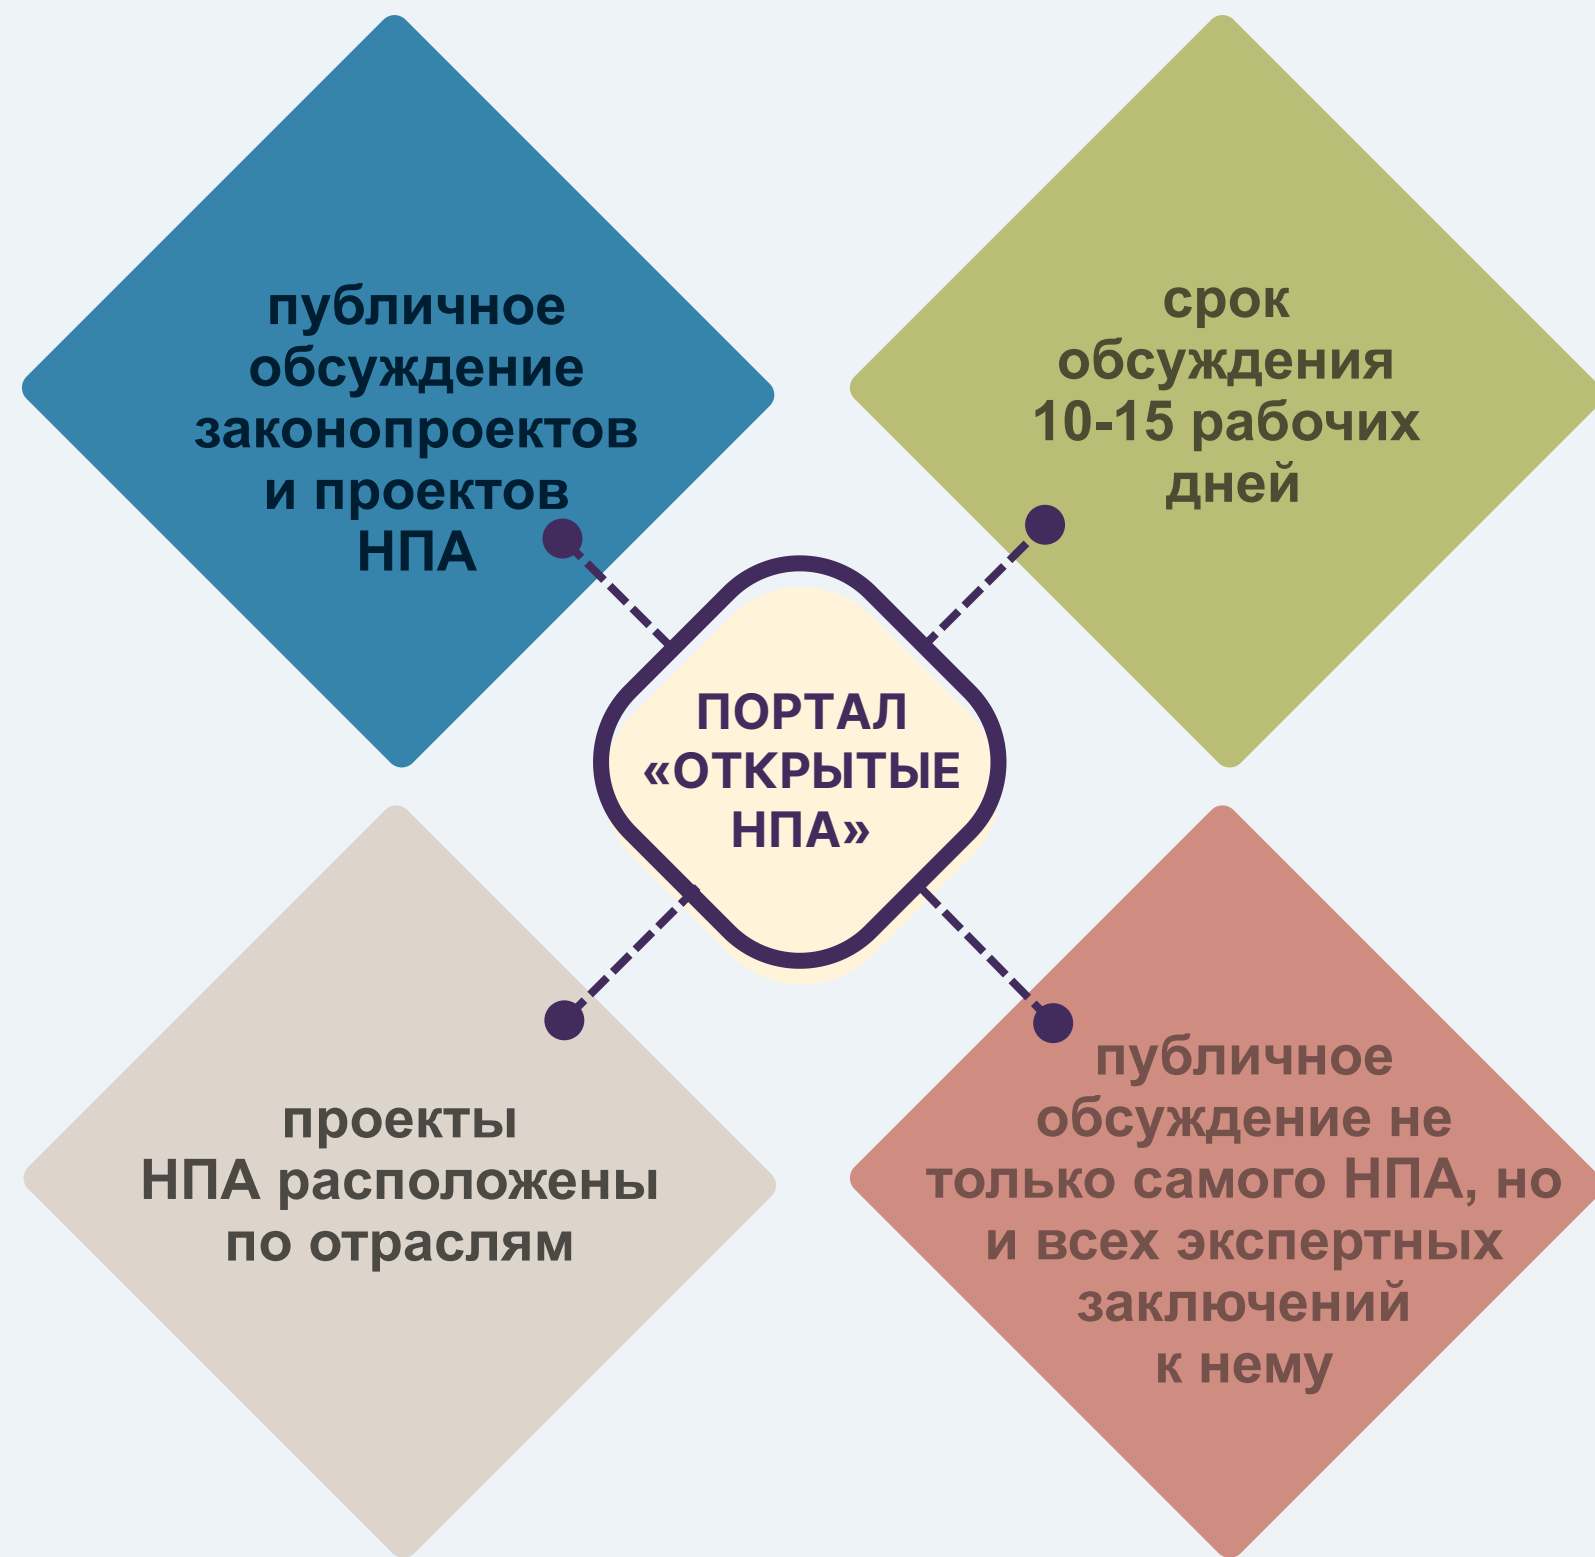 публичное
обсуждение
законопроектов
и проектов
НПА
срок
обсуждения
10-15 рабочих
дней
ПОРТАЛ
«ОТКРЫТЫЕ
НПА»
проекты
НПА расположены
по отраслям
публичное
обсуждение не
только самого НПА, но
и всех экспертных
заключений
к нему